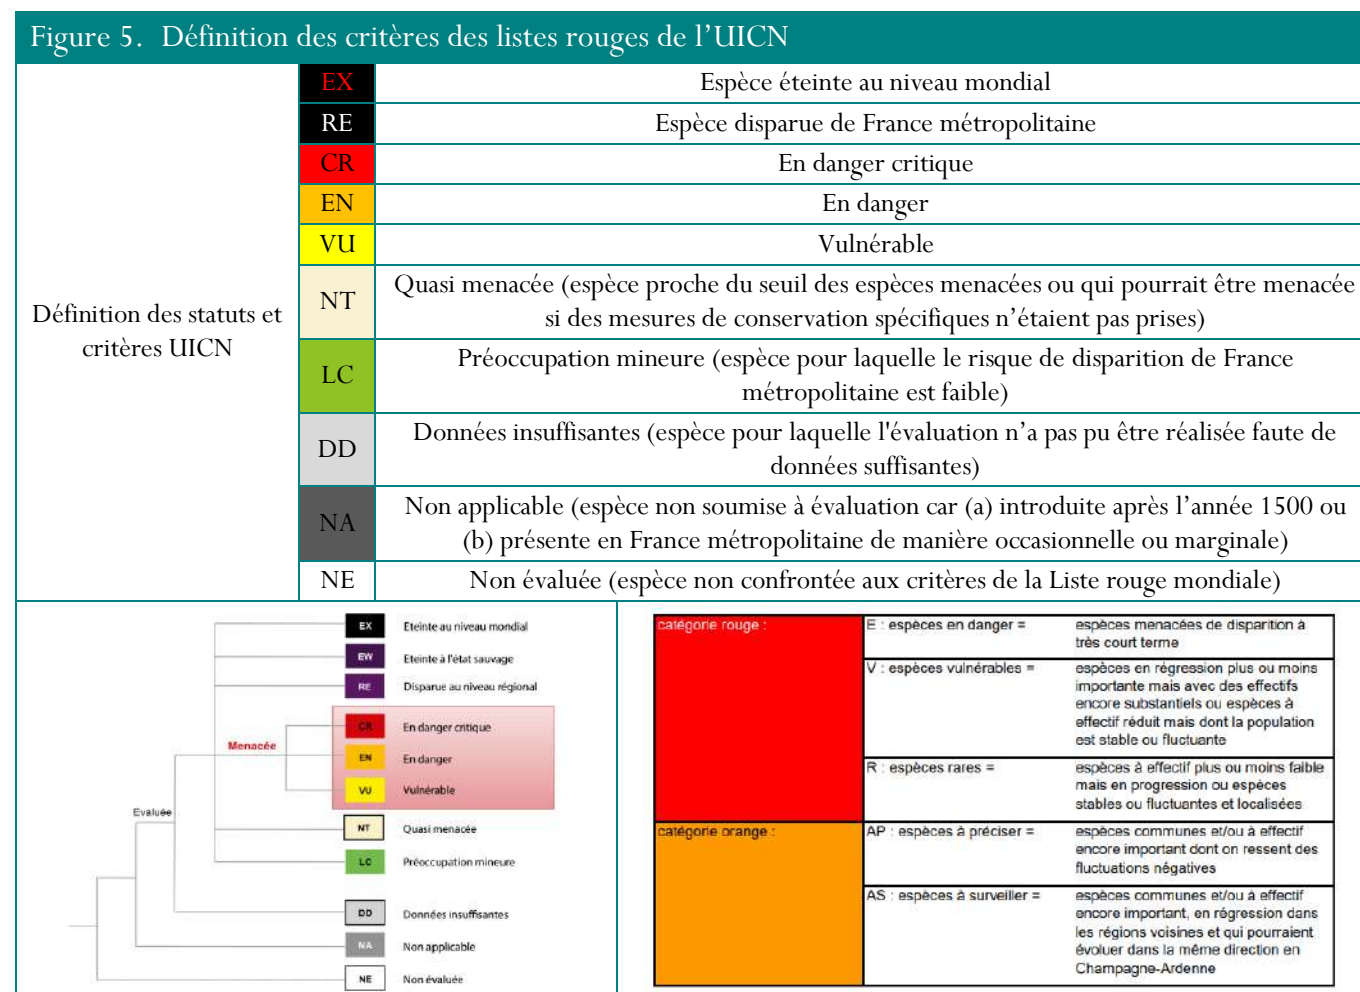 Figure 5. Définition des critères des listes rouges de l’UICN
Définition des statuts et
critères UICN
EX
Espèce éteinte au niveau mondial
RE
Espèce disparue de France métropolitaine
CR
En danger critique
EN
En danger
VU
Vulnérable
NT
Quasi menacée (espèce proche du seuil des espèces menacées ou qui pourrait être menacée
si des mesures de conservation spécifiques n’étaient pas prises)
LC
Préoccupation mineure (espèce pour laquelle le risque de disparition de France
métropolitaine est faible)
DD
Données insuffisantes (espèce pour laquelle l'évaluation n’a pas pu être réalisée faute de
données suffisantes)
NA
Non applicable (espèce non soumise à évaluation car (a) introduite après l’année 1500 ou
(b) présente en France métropolitaine de manière occasionnelle ou marginale)
NE
Non évaluée (espèce non confrontée aux critères de la Liste rouge mondiale)
EX Eteinte au niveau mondial
EW Eteinte à l'état sauvage
RE Disparue au niveau régional
Menacée
CR En danger critique
EN En danger
VU Vulnérable
Evaluée
NT Quasi menacée
LC Préoccupation mineure
DD Données insuffisantes
NA Non applicable
NE Non évaluée
catégorie rouge :
E : espèces en danger =
espèces menacées de disparition à
très court terme
V : espèces vulnérables =
espèces en régression plus ou moins
importante mais avec des effectifs
encore substantiels ou espèces à
effectif réduit mais dont la population
est stable ou fluctuante
R : espèces rares =
espèces à effectif plus ou moins faible
mais en progression ou espèces
stables ou fluctuantes et localisées
catégorie orange :
AP : espèces à préciser =
espèces communes et/ou à effectif
encore important dont on ressent des
fluctuations négatives
AS : espèces à surveiller =
espèces communes et/ou à effectif
encore important, en régression dans
les régions voisines et qui pourraient
évoluer dans la même direction en
Champagne-Ardenne